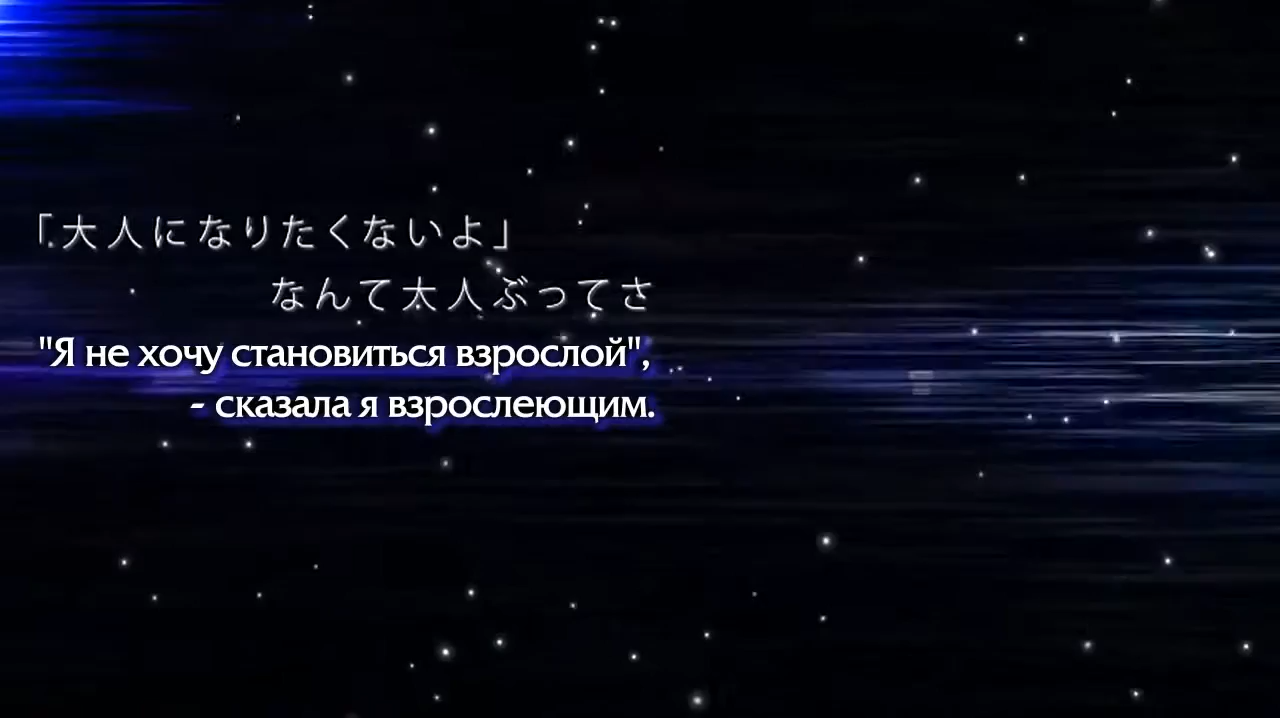 「大人になりたくないよ」
なんて大人ぶってさ
"Я не хочу становиться взрослой",
- сказала я взрослеющим.